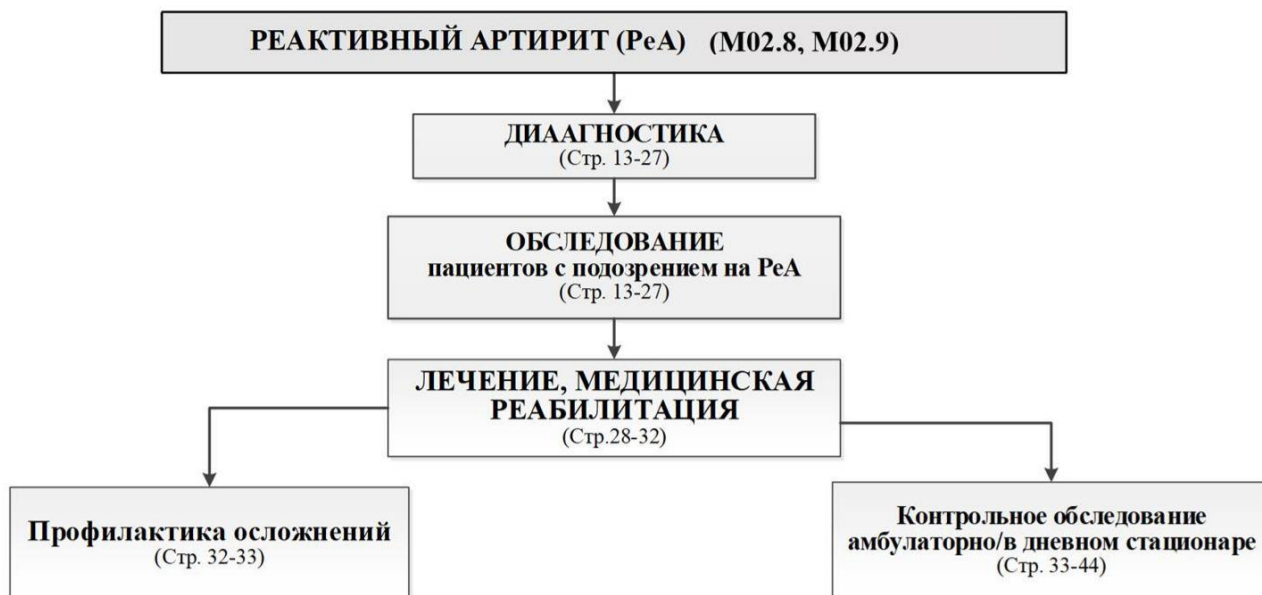 РЕАКТИВНЫЙ АРТИРИТ (РеА) (М02.8, М02.9)
ДИААГНОСТИКА
(Стр. 13-27)
ОБСЛЕДОВАНИЕ
пациентов с подозрением на РеА
(Стр. 13-27)
ЛЕЧЕНИЕ, МЕДИЦИНСКАЯ
РЕАБИЛИТАЦИЯ
(Стр.28-32)
Профилактика осложнений
(Стр. 32-33)
Контрольное обследование
амбулаторно/в дневном стационаре
(Стр. 33-44)